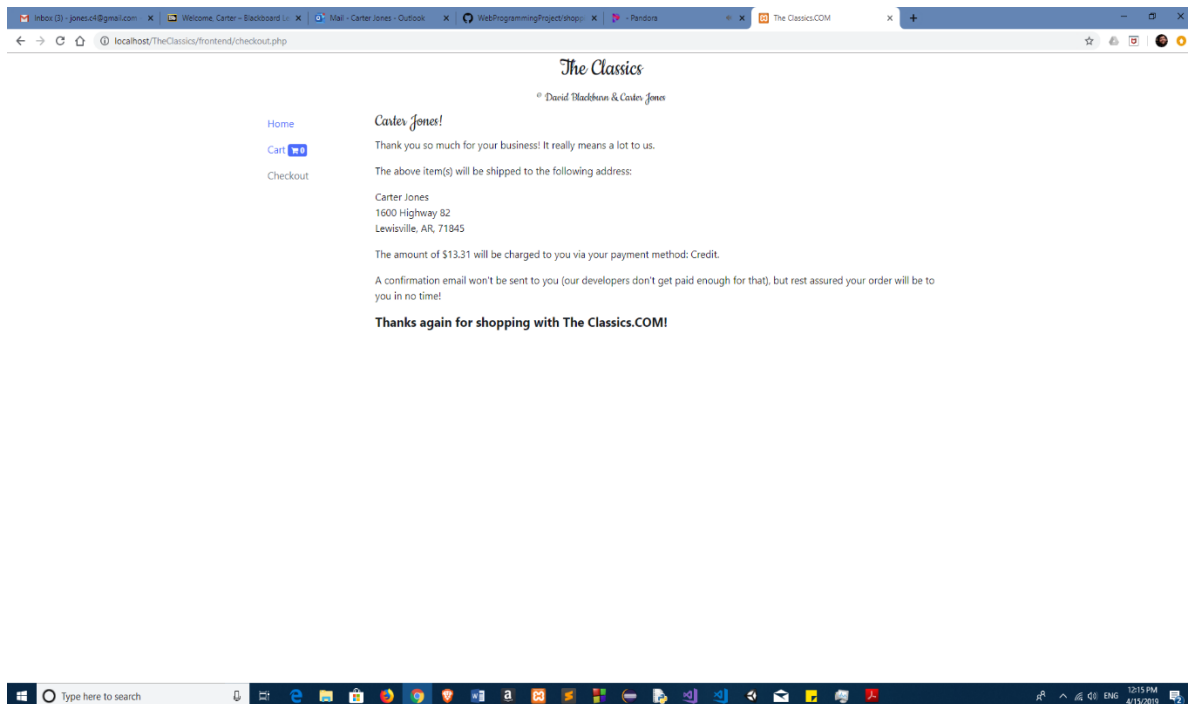 Inbox (3) - jones.c4@gmail.com
Welcome, Carter – Blackboard Le
Mail - Carter Jones - Outlook
WebProgrammingProject/shopp
- Pandora
The Classics.COM
localhost/TheClassics/frontend/checkout.php
The Classics
© David Blackburn & Carter Jones
Home
Cart 0
Checkout
Carter Jones!
Thank you so much for your business! It really means a lot to us.
The above item(s) will be shipped to the following address:
Carter Jones
1600 Highway 82
Lewisville, AR, 71845
The amount of $13.31 will be charged to you via your payment method: Credit.
A confirmation email won't be sent to you (our developers don't get paid enough for that), but rest assured your order will be to
you in no time!
Thanks again for shopping with The Classics.COM!
Type here to search
ENG
12:15 PM
4/15/2019